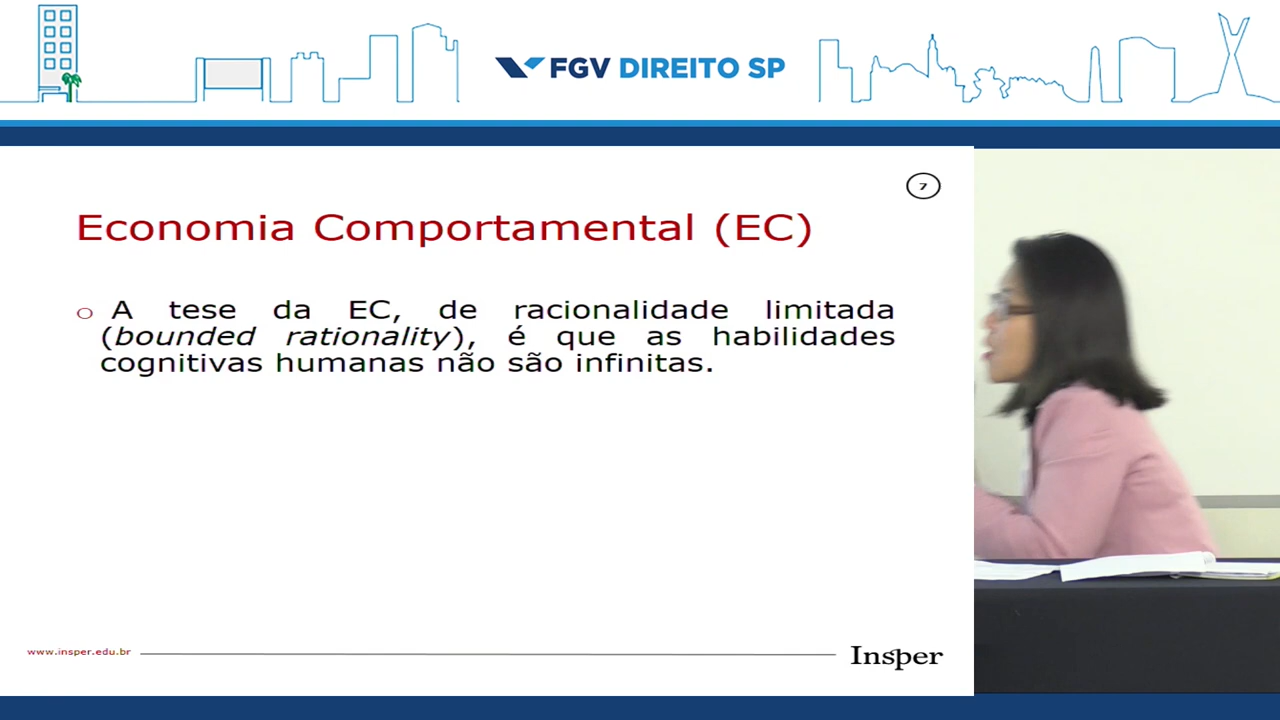 FGV DIREITO SP
7
Economia Comportamental (EC)
A tese da EC, de racionalidade limitada
(bounded rationality), é que as habilidades
cognitivas humanas não são infinitas.
www.insper.edu.br
Insper